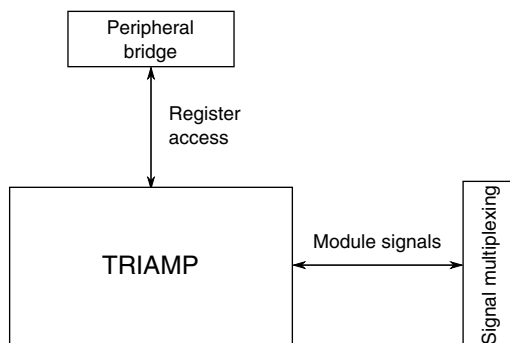 Peripheral
bridge
Register
access
TRIAMP
Module signals
Signal multiplexing